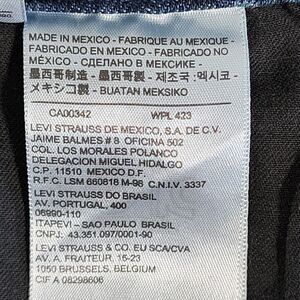 MADE IN MEXICO - FABRIQUE AU MEXIQUE -
FABRICADO EN MEXICO - FABRICADO NO
MÉXICO - СДЕЛАНО В МЕКСИКЕ -
墨西哥制造 - 墨西哥製 - 제조국 : 멕시코 -
メキシコ製 - BUATAN MEKSIKO
CA00342 WPL 423
LEVI STRAUSS DE MEXICO, S.A. DE C.V.
JAIME BALMES # 8 OFICINA 502
COL. LOS MORALES POLANCO
DELEGACION MIGUEL HIDALGO
C.P. 11510 MEXICO D.F.
R.F.C. LSM 660818 M-98 C.N.I.V. 3337
LEVI STRAUSS DO BRASIL
AV. PORTUGAL, 400
06690-110
ITAPEVI – SAO PAULO BRASIL
CNPJ: 43.351.097/0001-90
LEVI STRAUSS & CO. EU SCA/CVA
AV. A. FRAITEUR, 15-23
1050 BRUSSELS, BELGIUM
CIF A 08298606